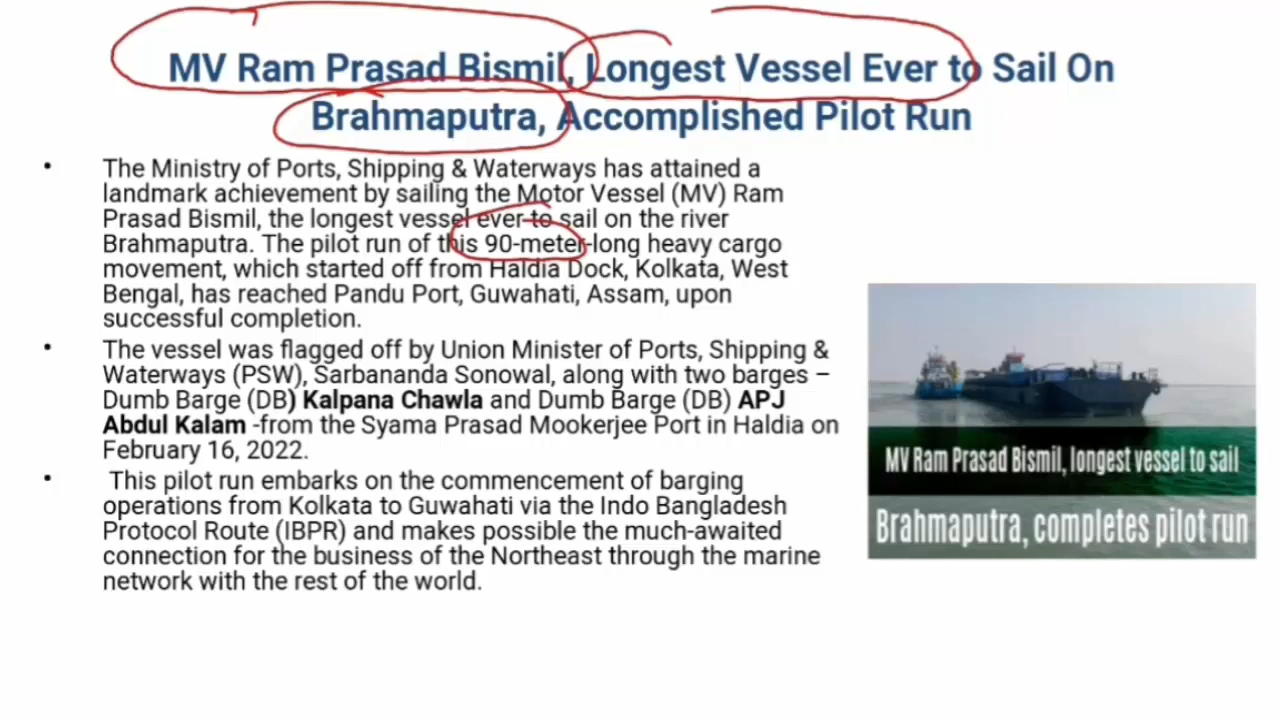 MV Ram Prasad Bismil, Longest Vessel Ever to Sail On
Brahmaputra, Accomplished Pilot Run
• The Ministry of Ports, Shipping & Waterways has attained a
landmark achievement by sailing the Motor Vessel (MV) Ram
Prasad Bismil, the longest vessel ever to sail on the river
Brahmaputra. The pilot run of this 90-meter-long heavy cargo
movement, which started off from Haldia Dock, Kolkata, West
Bengal, has reached Pandu Port, Guwahati, Assam, upon
successful completion.
• The vessel was flagged off by Union Minister of Ports, Shipping &
Waterways (PSW), Sarbananda Sonowal, along with two barges –
Dumb Barge (DB) Kalpana Chawla and Dumb Barge (DB) APJ
Abdul Kalam -from the Syama Prasad Mookerjee Port in Haldia on
February 16, 2022.
• This pilot run embarks on the commencement of barging
operations from Kolkata to Guwahati via the Indo Bangladesh
Protocol Route (IBPR) and makes possible the much-awaited
connection for the business of the Northeast through the marine
network with the rest of the world.
MV Ram Prasad Bismil, longest vessel to sail
Brahmaputra, completes pilot run